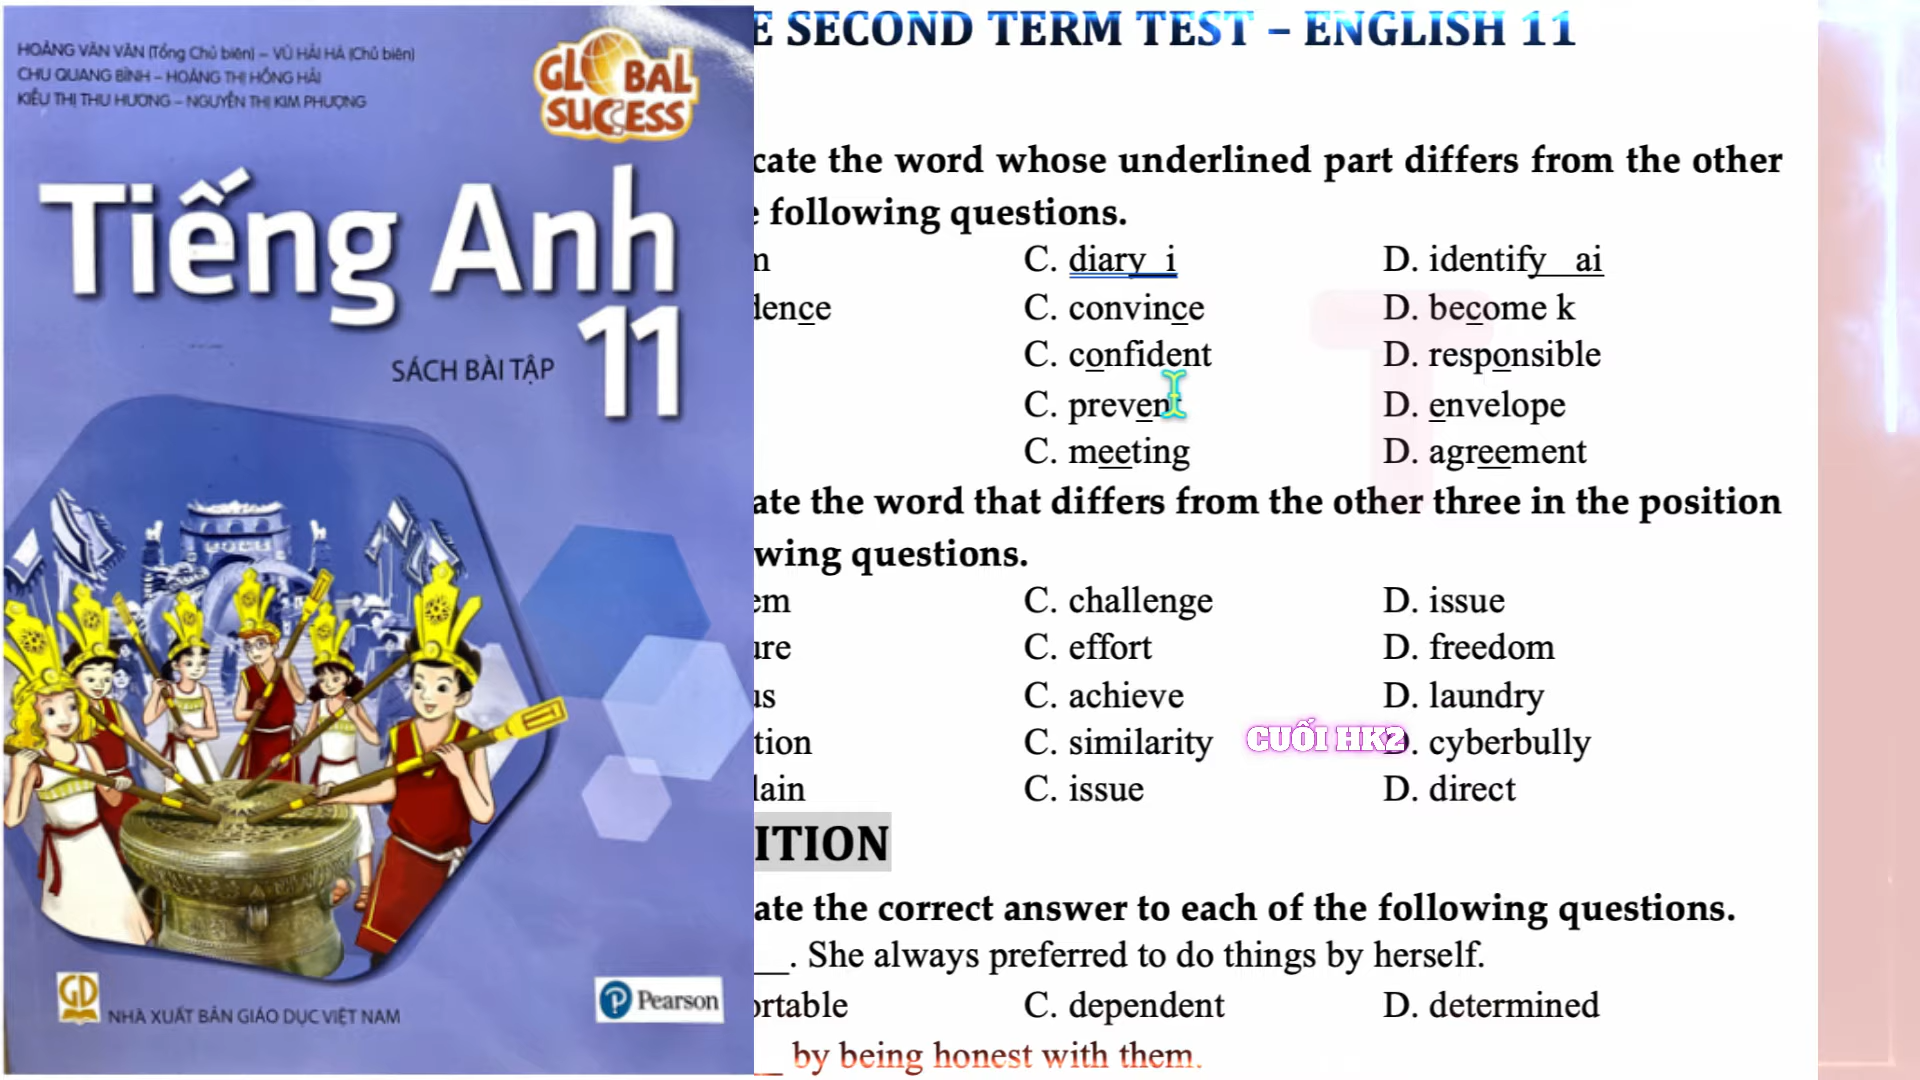 HOÀNG VĂN VÂN (Tổng Chủ biên) – VŨ HẢI HÀ (Chủ biên)
CHU QUANG BÌNH – HOÀNG THỊ HỒNG HẢI
KIỀU THỊ THU HƯƠNG – NGUYỄN THỊ KIM PHƯỢNG
GLOBAL
SUCCESS
Tiếng Anh
11
SÁCH BÀI TẬP
GD
NHÀ XUẤT BẢN GIÁO DỤC VIỆT NAM
Pearson
E SECOND TERM TEST – ENGLISH 11
cate the word whose underlined part differs from the other
e following questions.
m C. diary i D. identify ai
dence C. convince D. become k
C. confident D. responsible
C. prevent D. envelope
C. meeting D. agreement
ate the word that differs from the other three in the position
wing questions.
em C. challenge D. issue
ure C. effort D. freedom
us C. achieve D. laundry
tion C. similarity D. cyberbully
CUỐI HK2
lain C. issue D. direct
ITION
ate the correct answer to each of the following questions.
__. She always preferred to do things by herself.
ortable C. dependent D. determined
__ by being honest with them.